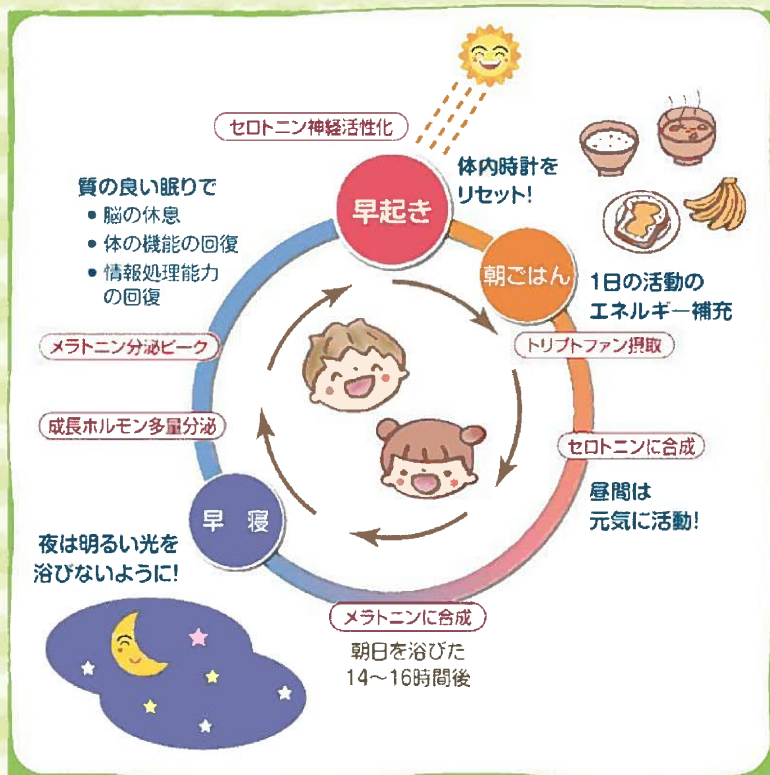 セロトニン神経活性化
早起き
体内時計を
リセット!
朝ごはん
1日の活動の
エネルギー補充
トリプトファン摂取
セロトニンに合成
昼間は
元気に活動!
メラトニンに合成
朝日を浴びた
14～16時間後
早 寝
夜は明るい光を
浴びないように!
成長ホルモン多量分泌
メラトニン分泌ピーク
質の良い眠りで
• 脳の休息
• 体の機能の回復
• 情報処理能力
の回復